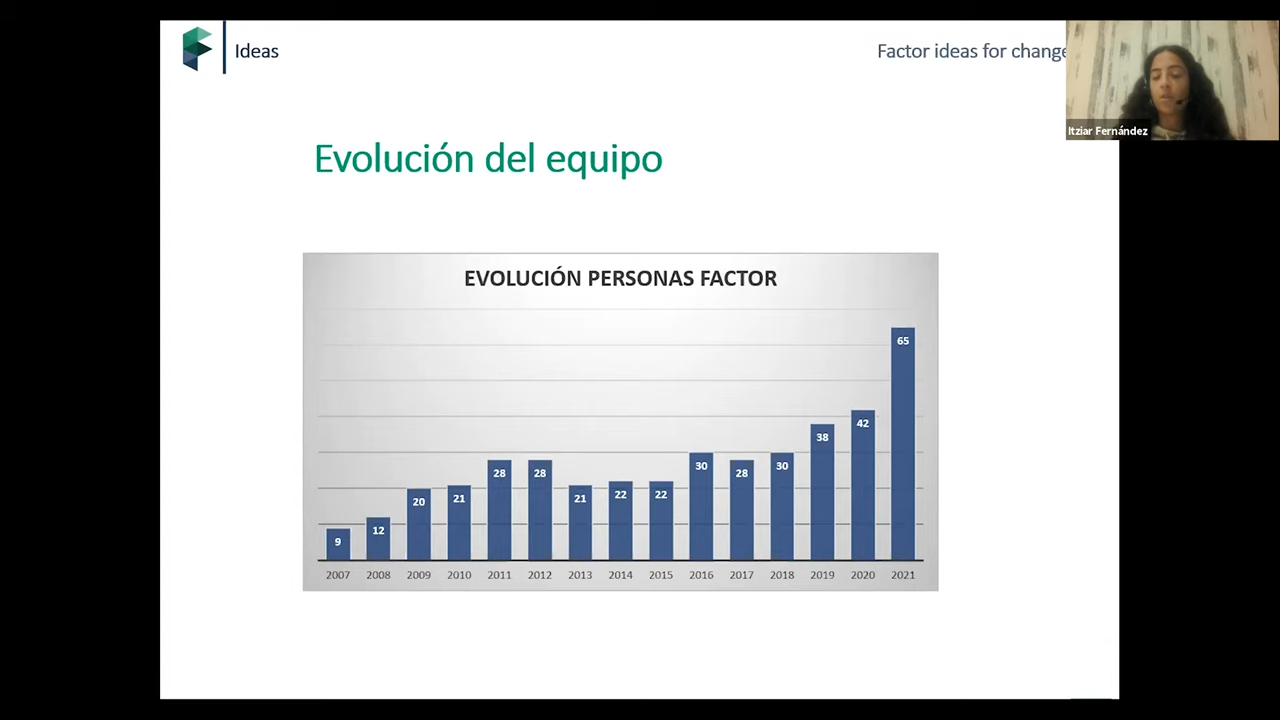 Ideas
Factor ideas for change
Itziar Fernández
Evolución del equipo
EVOLUCIÓN PERSONAS FACTOR
9 12 20 21 28 28 21 22 22 30 28 30 38 42 65
2007 2008 2009 2010 2011 2012 2013 2014 2015 2016 2017 2018 2019 2020 2021